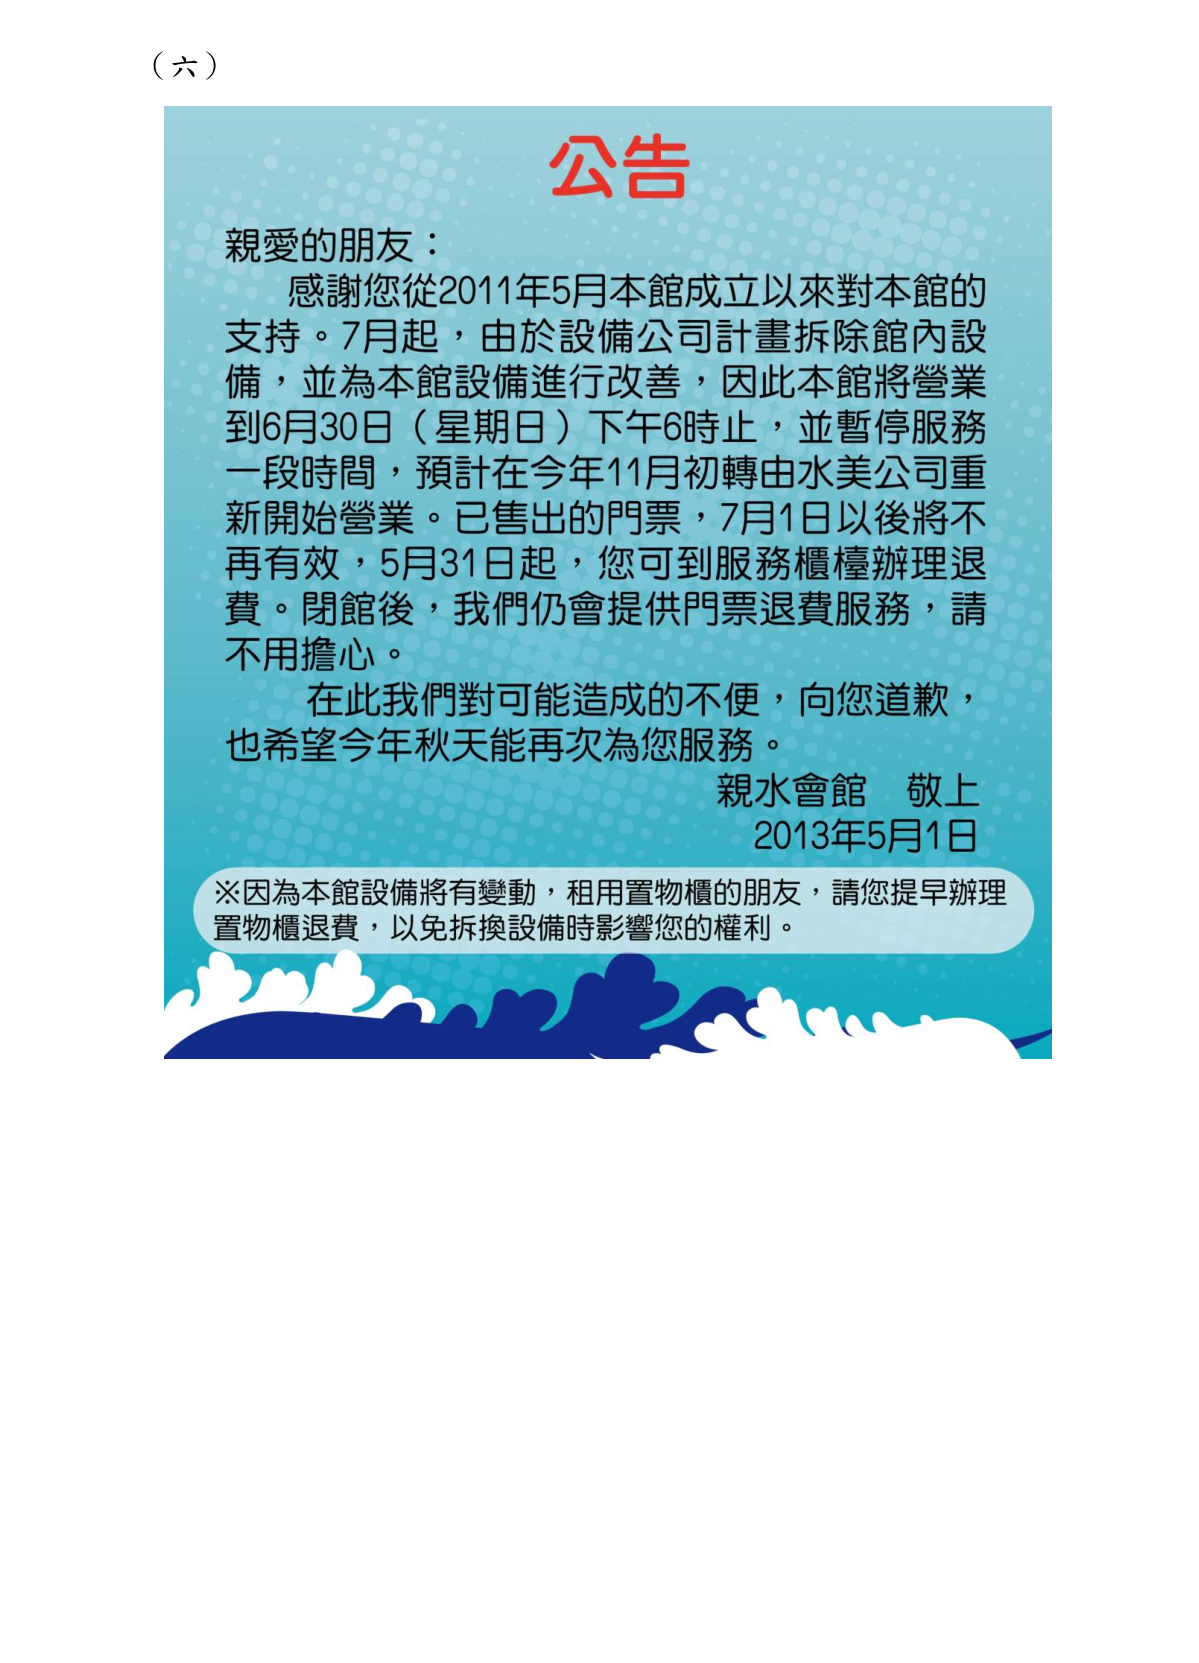 （六）
公告
親愛的朋友：
感謝您從2011年5月本館成立以來對本館的
支持。7月起，由於設備公司計畫拆除館內設
備，並為本館設備進行改善，因此本館將營業
到6月30日（星期日）下午6時止，並暫停服務
一段時間，預計在今年11月初轉由水美公司重
新開始營業。已售出的門票，7月1日以後將不
再有效，5月31日起，您可到服務櫃檯辦理退
費。閉館後，我們仍會提供門票退費服務，請
不用擔心。
在此我們對可能造成的不便，向您道歉，
也希望今年秋天能再次為您服務。
親水會館　敬上
2013年5月1日
※因為本館設備將有變動，租用置物櫃的朋友，請您提早辦理
置物櫃退費，以免拆換設備時影響您的權利。